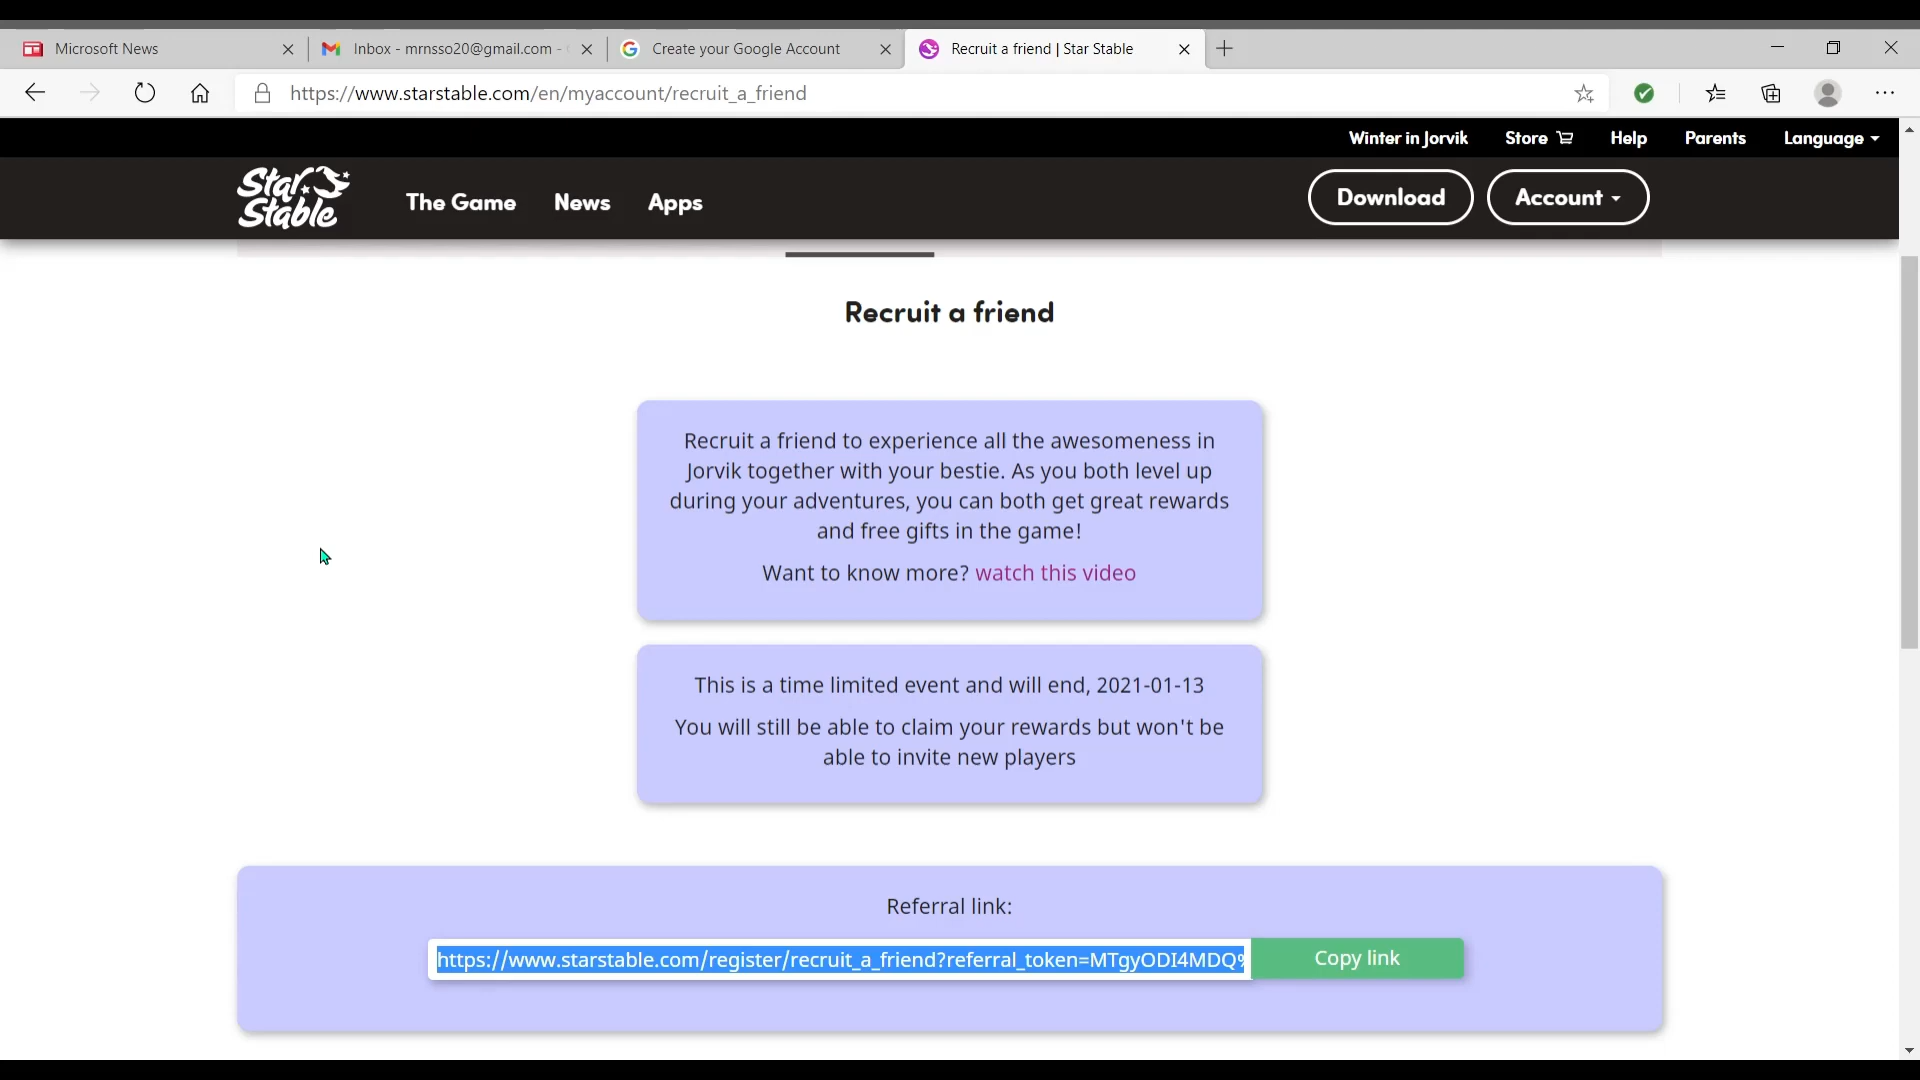 Microsoft News
Inbox - mrnsso20@gmail.com -
Create your Google Account
Recruit a friend | Star Stable
https://www.starstable.com/en/myaccount/recruit_a_friend
Winter in Jorvik
Store
Help
Parents
Language
Star
Stable
The Game
News
Apps
Download
Account
Recruit a friend
Recruit a friend to experience all the awesomeness in
Jorvik together with your bestie. As you both level up
during your adventures, you can both get great rewards
and free gifts in the game!
Want to know more? watch this video
This is a time limited event and will end, 2021-01-13
You will still be able to claim your rewards but won't be
able to invite new players
Referral link:
https://www.starstable.com/register/recruit_a_friend?referral_token=MTgyODI4MDQ%
Copy link